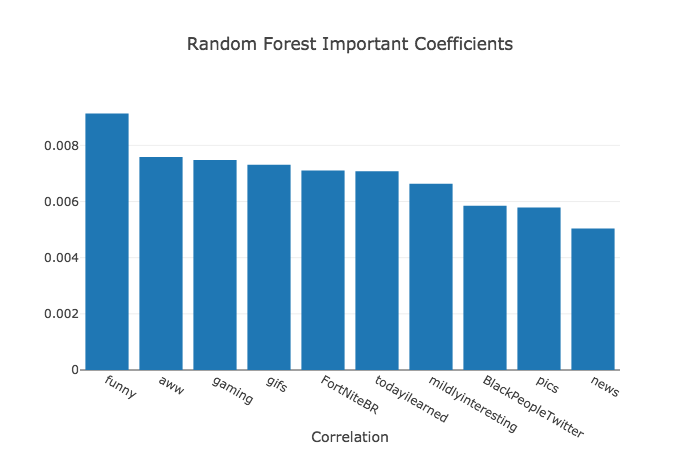 Random Forest Important Coefficients
0.008
0.006
0.004
0.002
0
funny
aww
gaming
gifs
FortNiteBR
todayilearned
mildlyinteresting
BlackPeopleTwitter
pics
news
Correlation